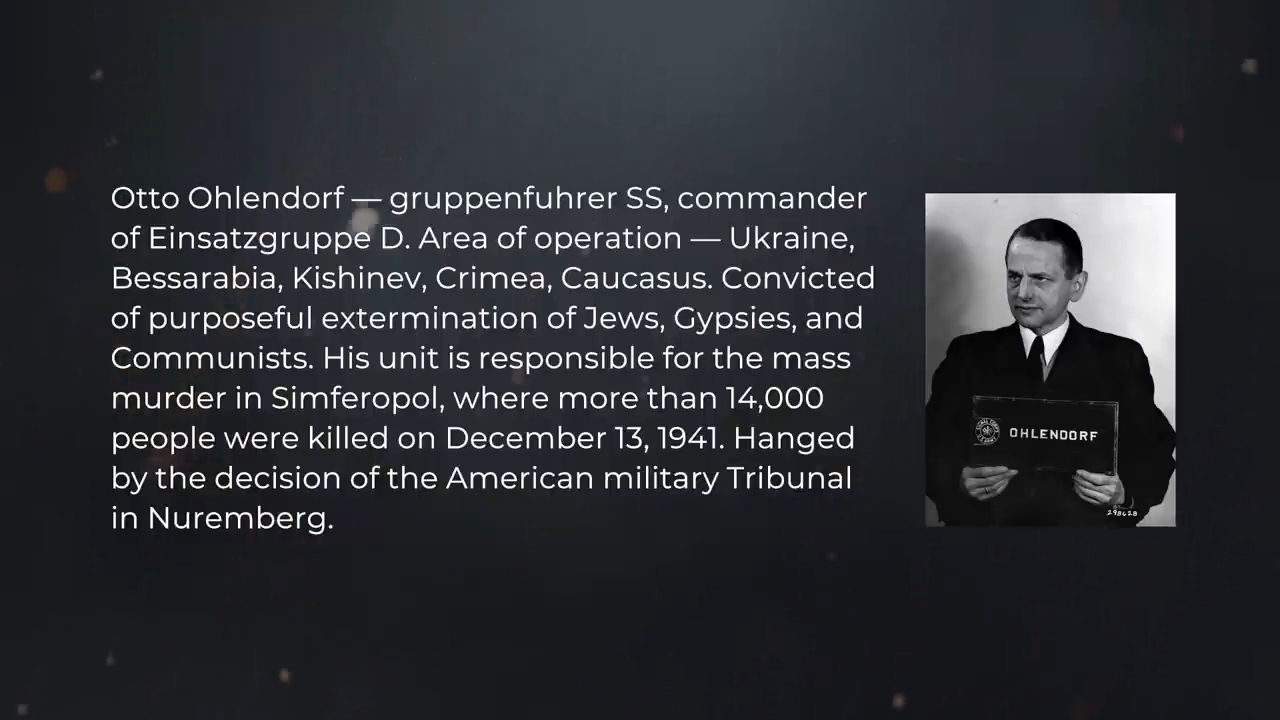 Otto Ohlendorf — gruppenfuhrer SS, commander
of Einsatzgruppe D. Area of operation — Ukraine,
Bessarabia, Kishinev, Crimea, Caucasus. Convicted
of purposeful extermination of Jews, Gypsies, and
Communists. His unit is responsible for the mass
murder in Simferopol, where more than 14,000
people were killed on December 13, 1941. Hanged
by the decision of the American military Tribunal
in Nuremberg.
OHLENDORF
298628